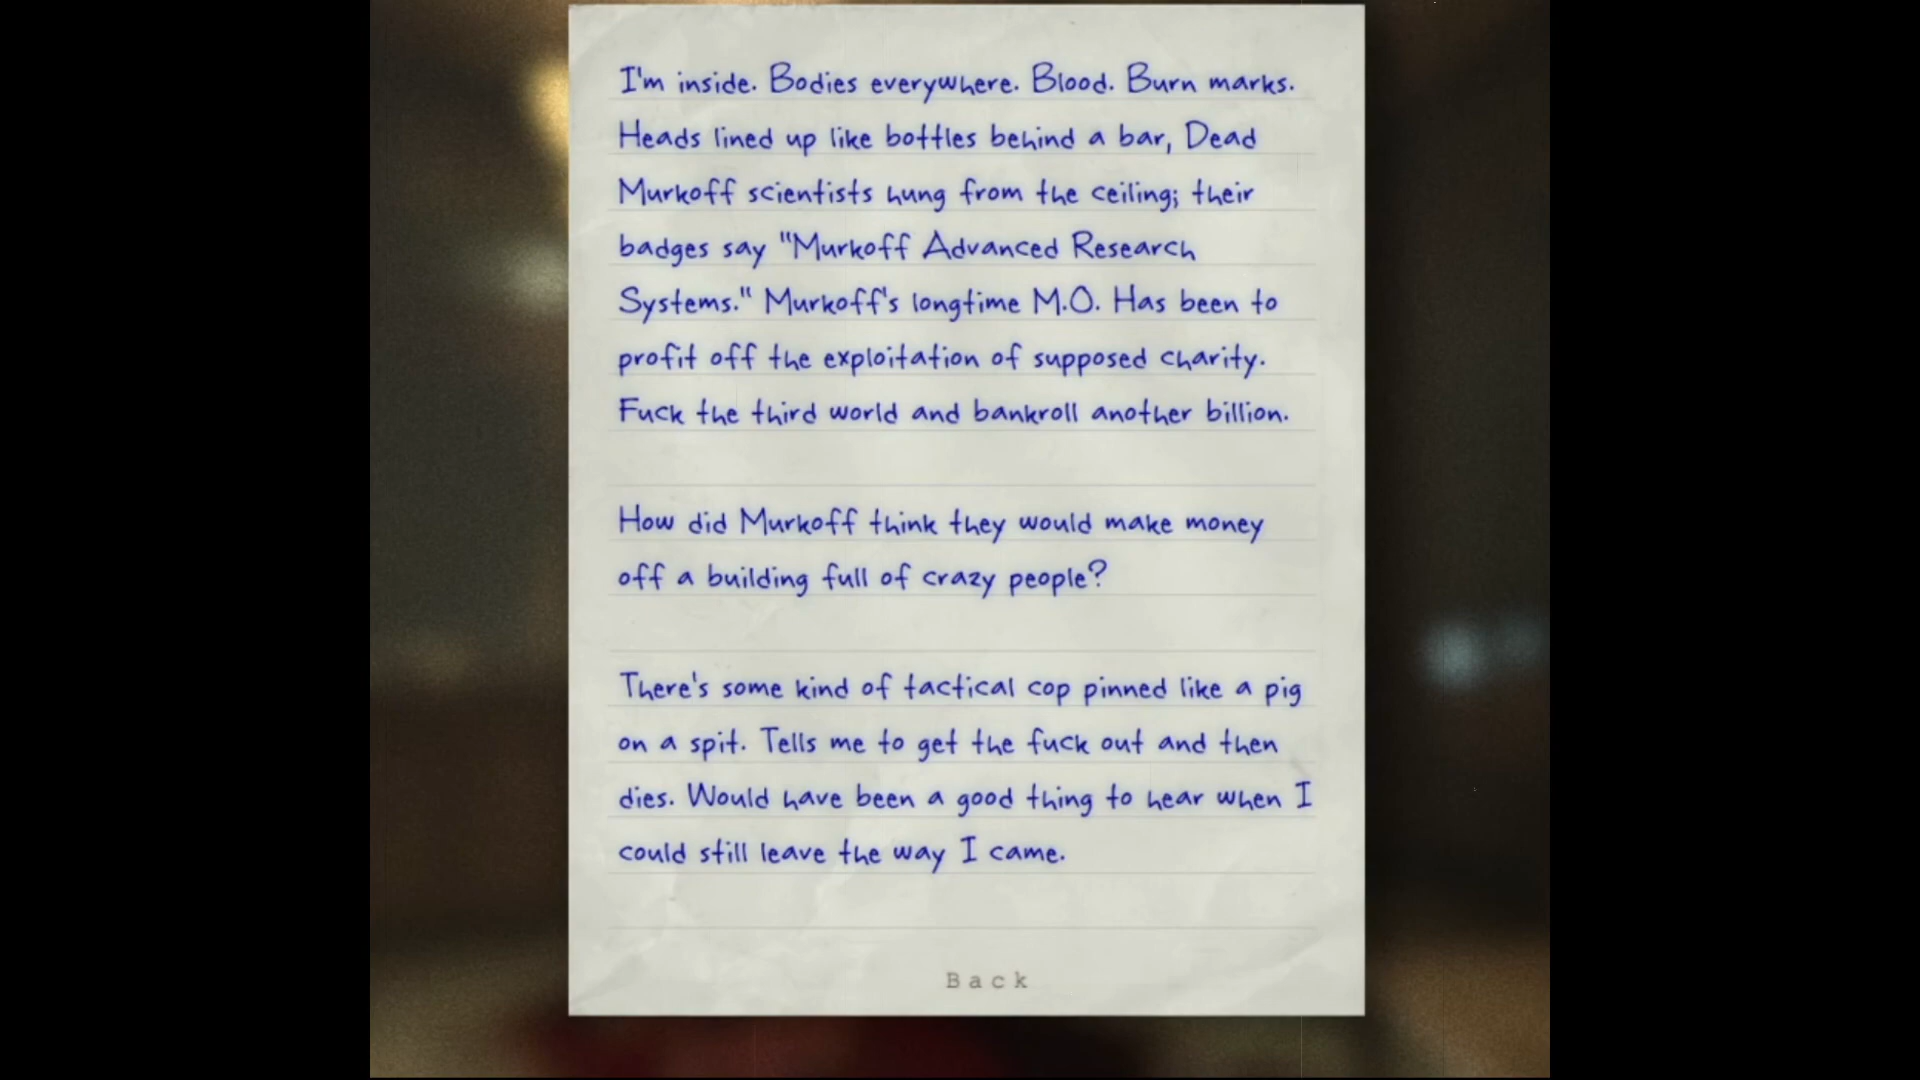 I'm inside. Bodies everywhere. Blood. Burn marks.
Heads lined up like bottles behind a bar, Dead
Murkoff scientists hung from the ceiling; their
badges say "Murkoff Advanced Research
Systems." Murkoff's longtime M.O. Has been to
profit off the exploitation of supposed charity.
Fuck the third world and bankroll another billion.
How did Murkoff think they would make money
off a building full of crazy people?
There's some kind of tactical cop pinned like a pig
on a spit. Tells me to get the fuck out and then
dies. Would have been a good thing to hear when I
could still leave the way I came.
Back